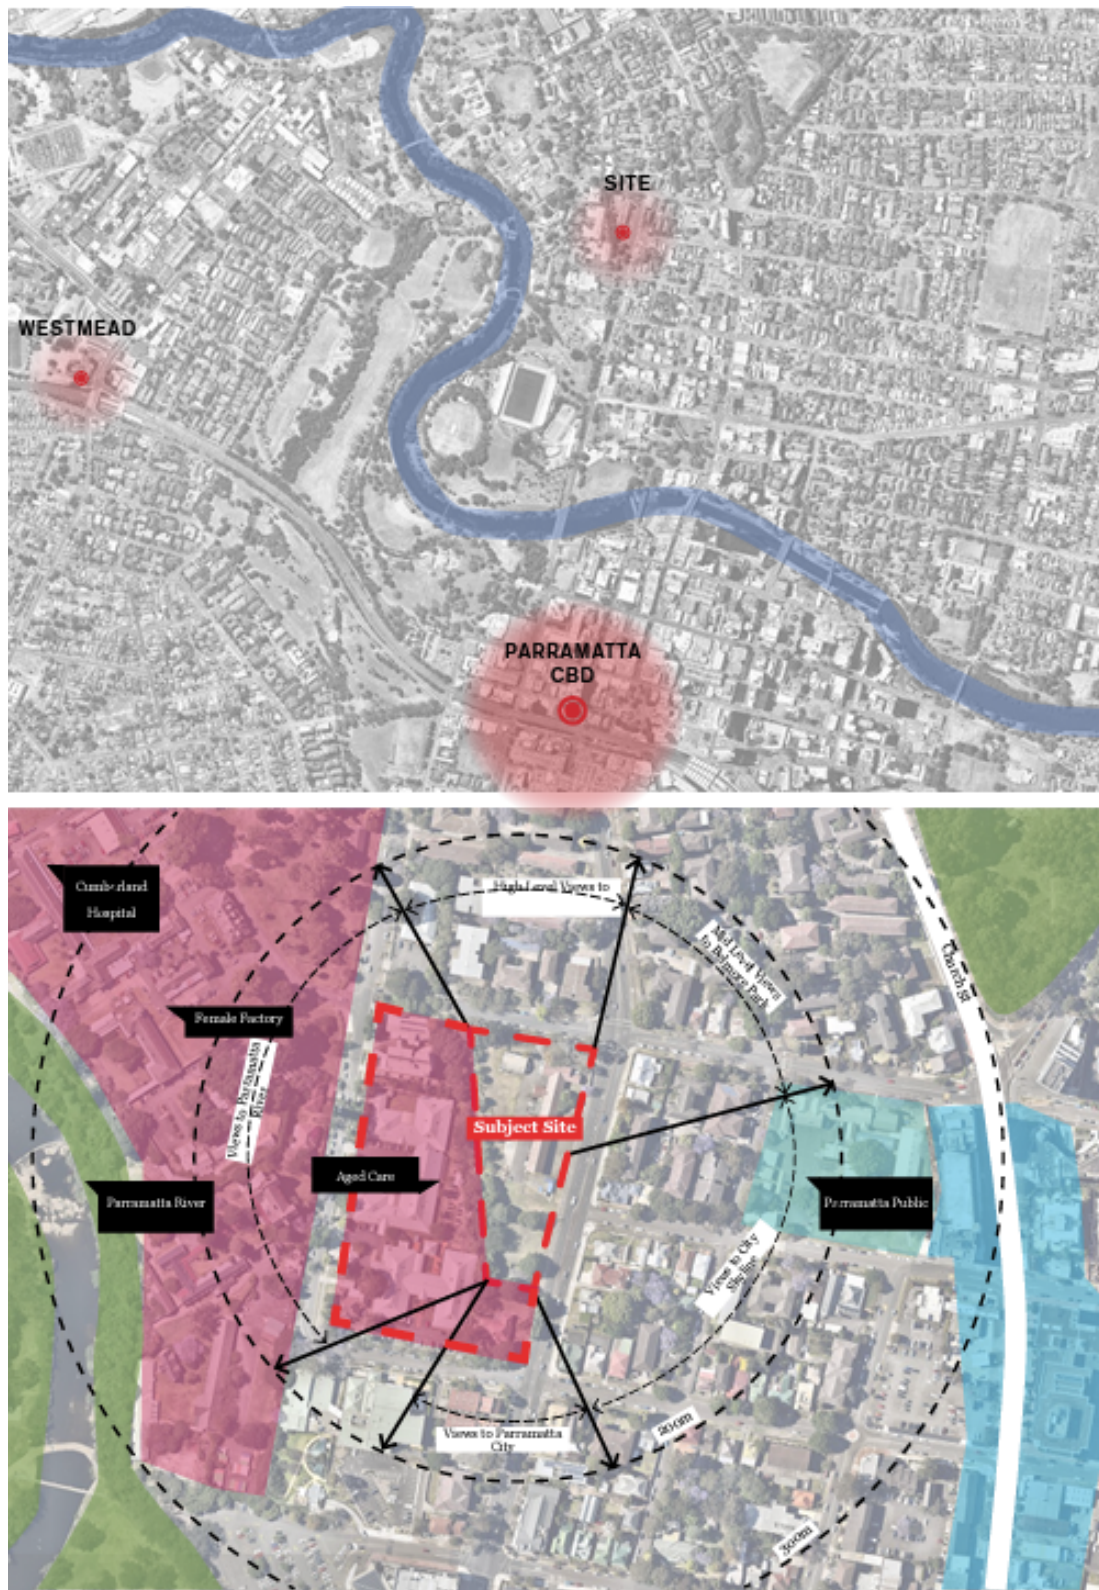 SITE
WESTMEAD
PARRAMATTA
CBD
Cumberland
Hospital
High Level Views to
Mid Level Views
to Belmore Park
Church St
Female Factory
Views to Parramatta
River
Subject Site
Aged Care
Parramatta River
Parramatta Public
Views to City
Skyline
Views to Parramatta
City
200m
300m